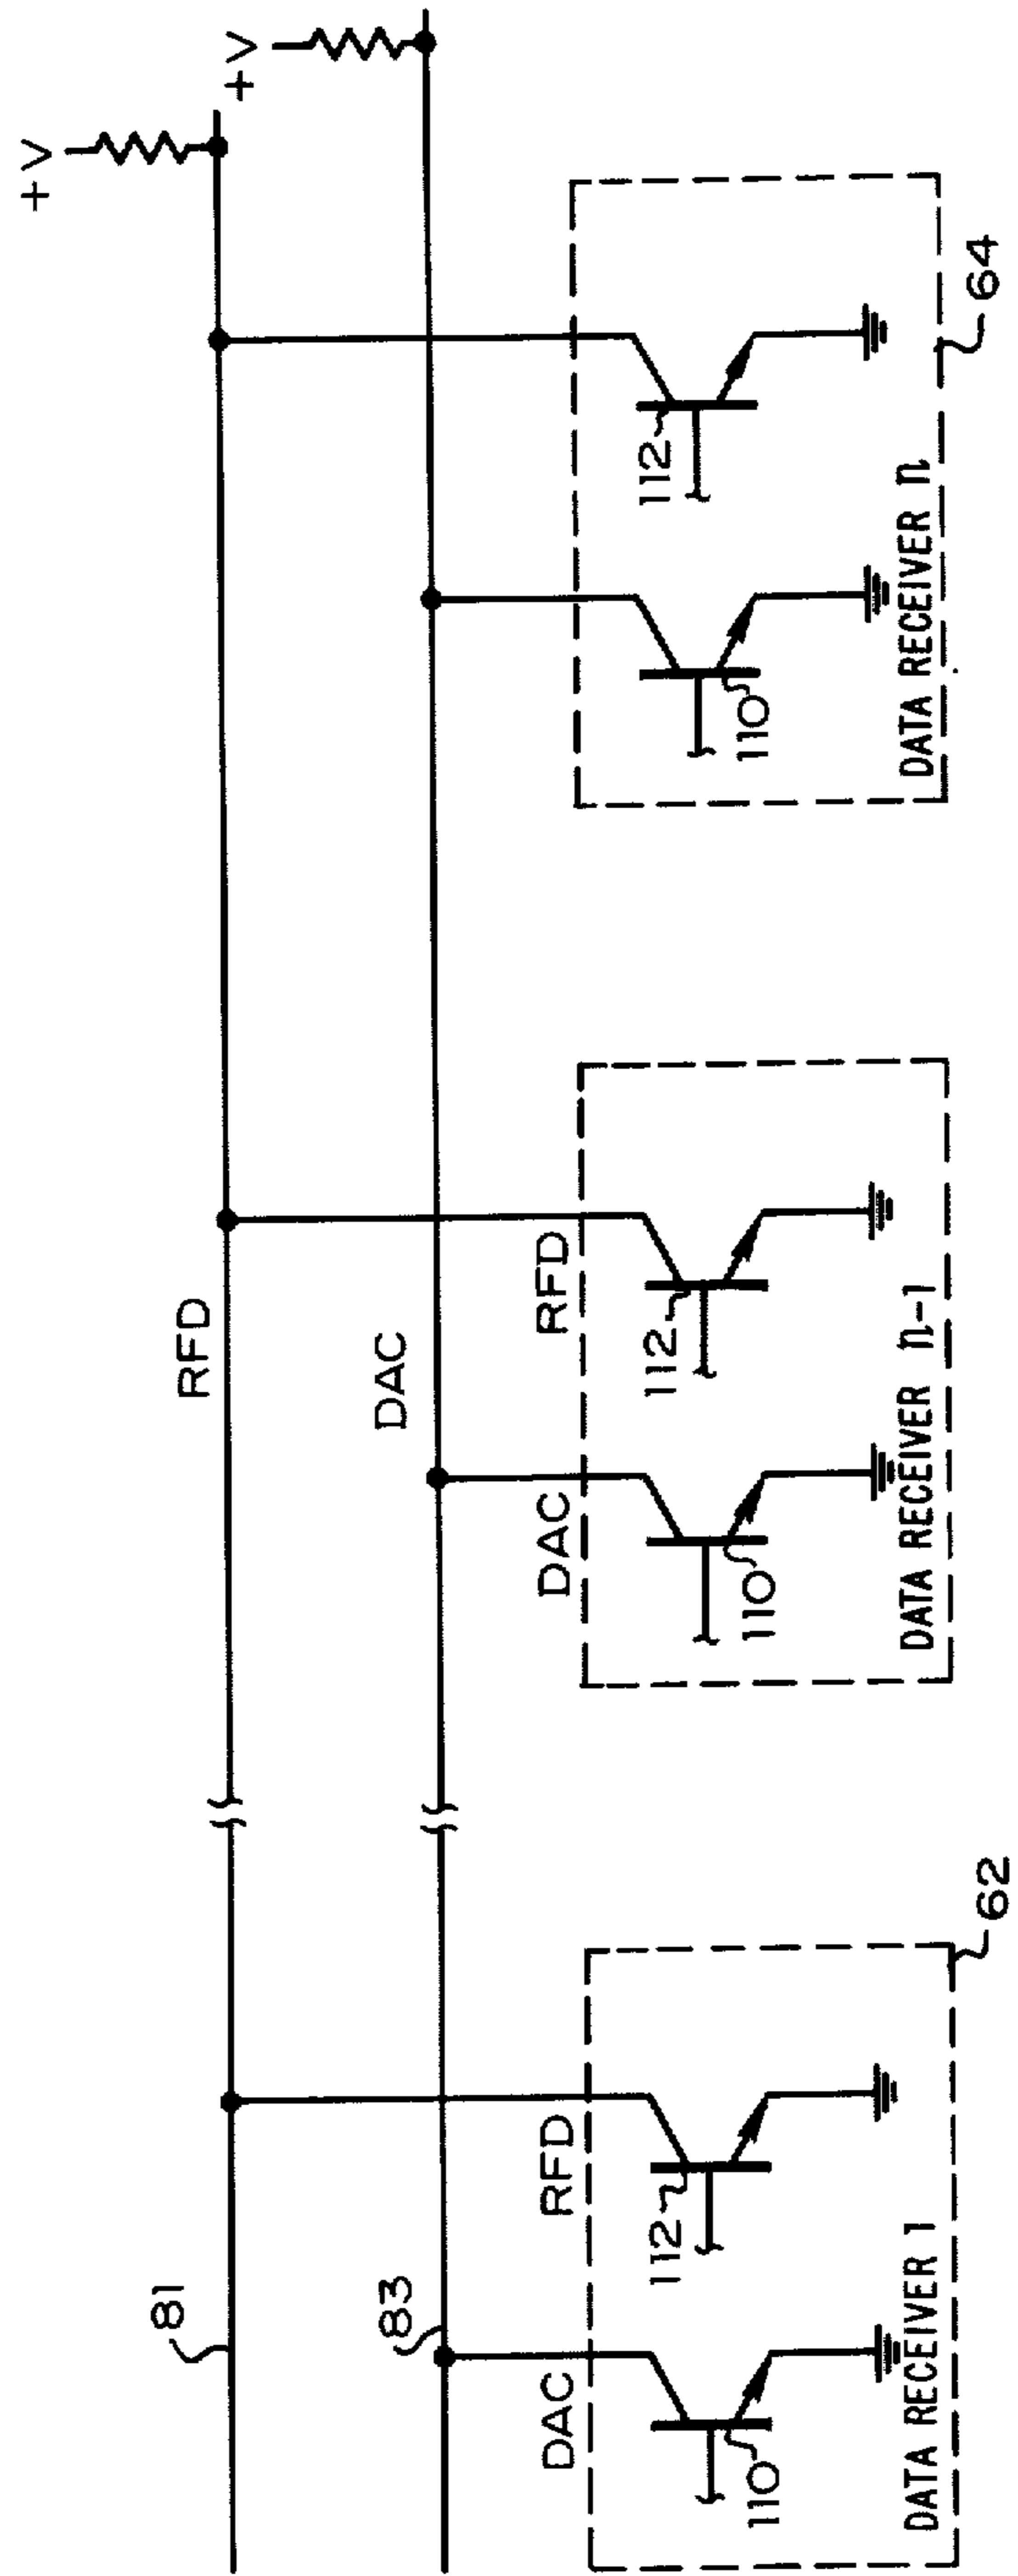 +V
+V
81
RFD
83
DAC
DAC
RFD
DAC
RFD
112
110
112
110
112
110
DATA RECEIVER 1
DATA RECEIVER n-1
DATA RECEIVER n
62
64